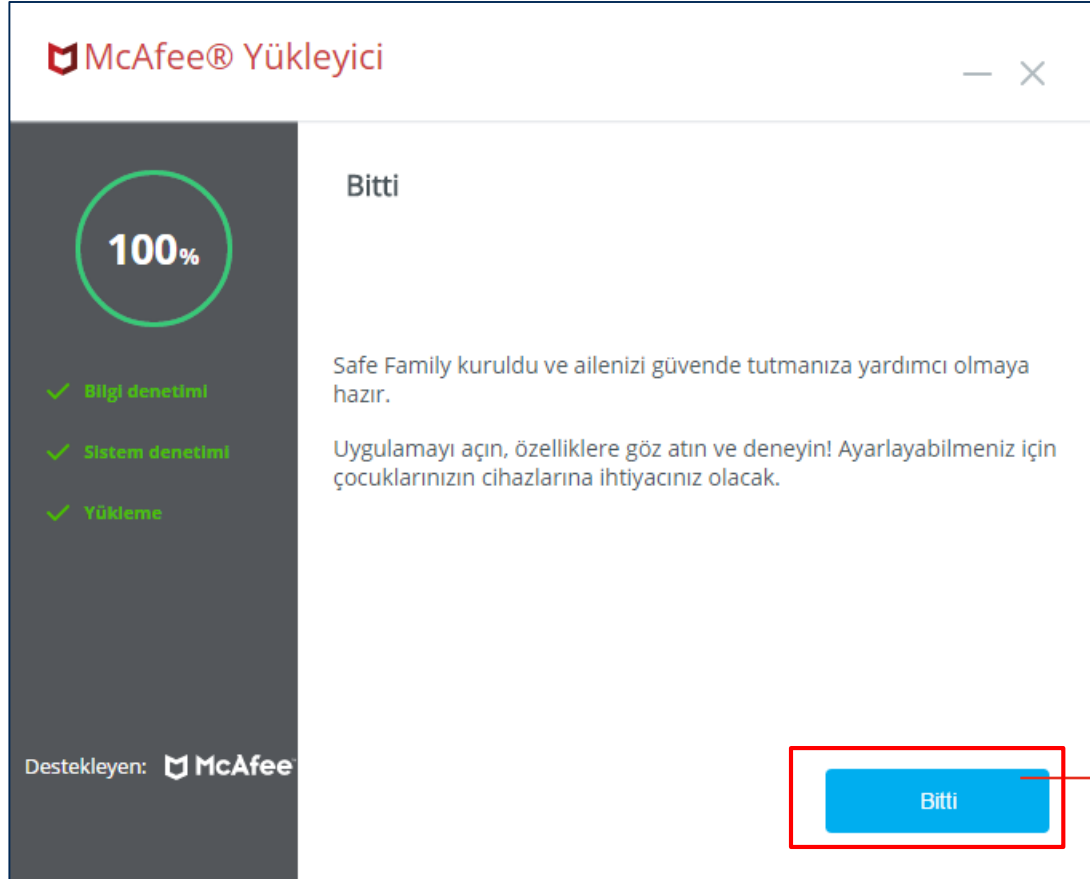 McAfee® Yükleyici
100%
Bilgi denetimi
Sistem denetimi
Yükleme
Destekleyen: McAfee™
Bitti
Safe Family kuruldu ve ailenizi güvende tutmanıza yardımcı olmaya
hazır.
Uygulamayı açın, özelliklere göz atın ve deneyin! Ayarlayabilmeniz için
çocuklarınızın cihazlarına ihtiyacınız olacak.
Bitti